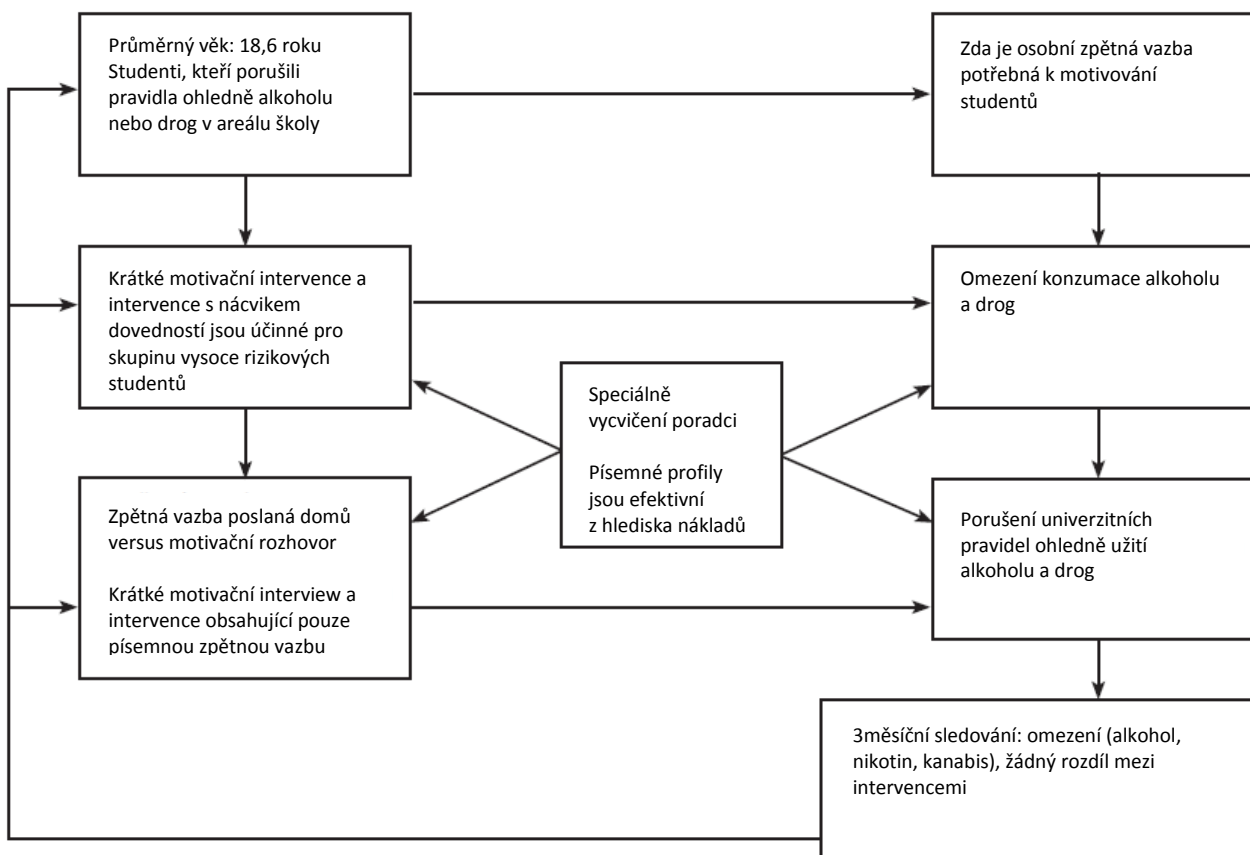 Průměrný věk: 18,6 roku
Studenti, kteří porušili
pravidla ohledně alkoholu
nebo drog v areálu školy
Zda je osobní zpětná vazba
potřebná k motivování
studentů
Krátké motivační intervence a
intervence s nácvikem
dovedností jsou účinné pro
skupinu vysoce rizikových
studentů
Omezení konzumace alkoholu
a drog
Speciálně
vycvičení poradci
Písemné profily
jsou efektivní
z hlediska nákladů
Zpětná vazba poslaná domů
versus motivační rozhovor
Krátké motivační interview a
intervence obsahující pouze
písemnou zpětnou vazbu
Porušení univerzitních
pravidel ohledně užití
alkoholu a drog
3měsíční sledování: omezení (alkohol,
nikotin, kanabis), žádný rozdíl mezi
intervencemi